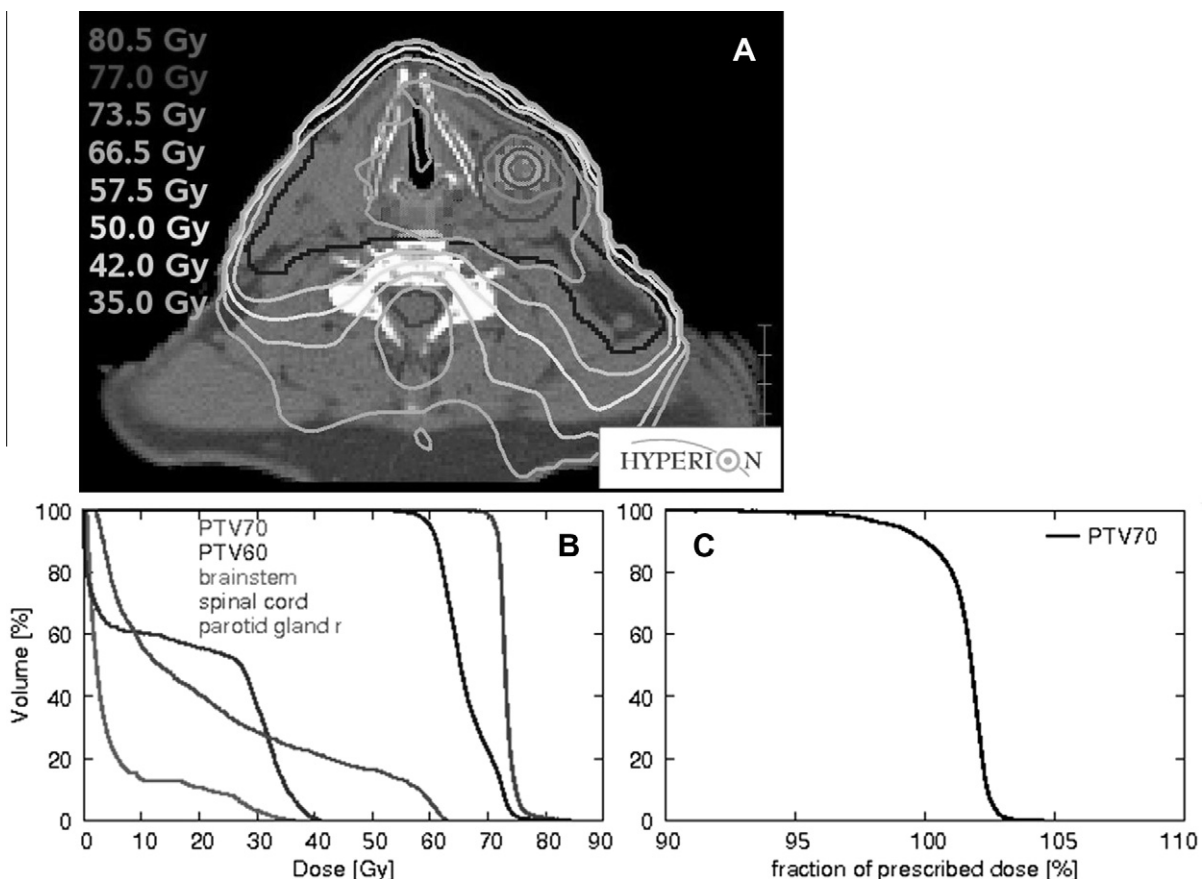 80.5 Gy
77.0 Gy
73.5 Gy
66.5 Gy
57.5 Gy
50.0 Gy
42.0 Gy
35.0 Gy
A
HYPERION
100
80
60
40
20
0
Volume [%]
PTV70
PTV60
brainstem
spinal cord
parotid gland r
B
0 10 20 30 40 50 60 70 80 90
Dose [Gy]
100
80
60
40
20
0
C
PTV70
90 95 100 105 110
fraction of prescribed dose [%]